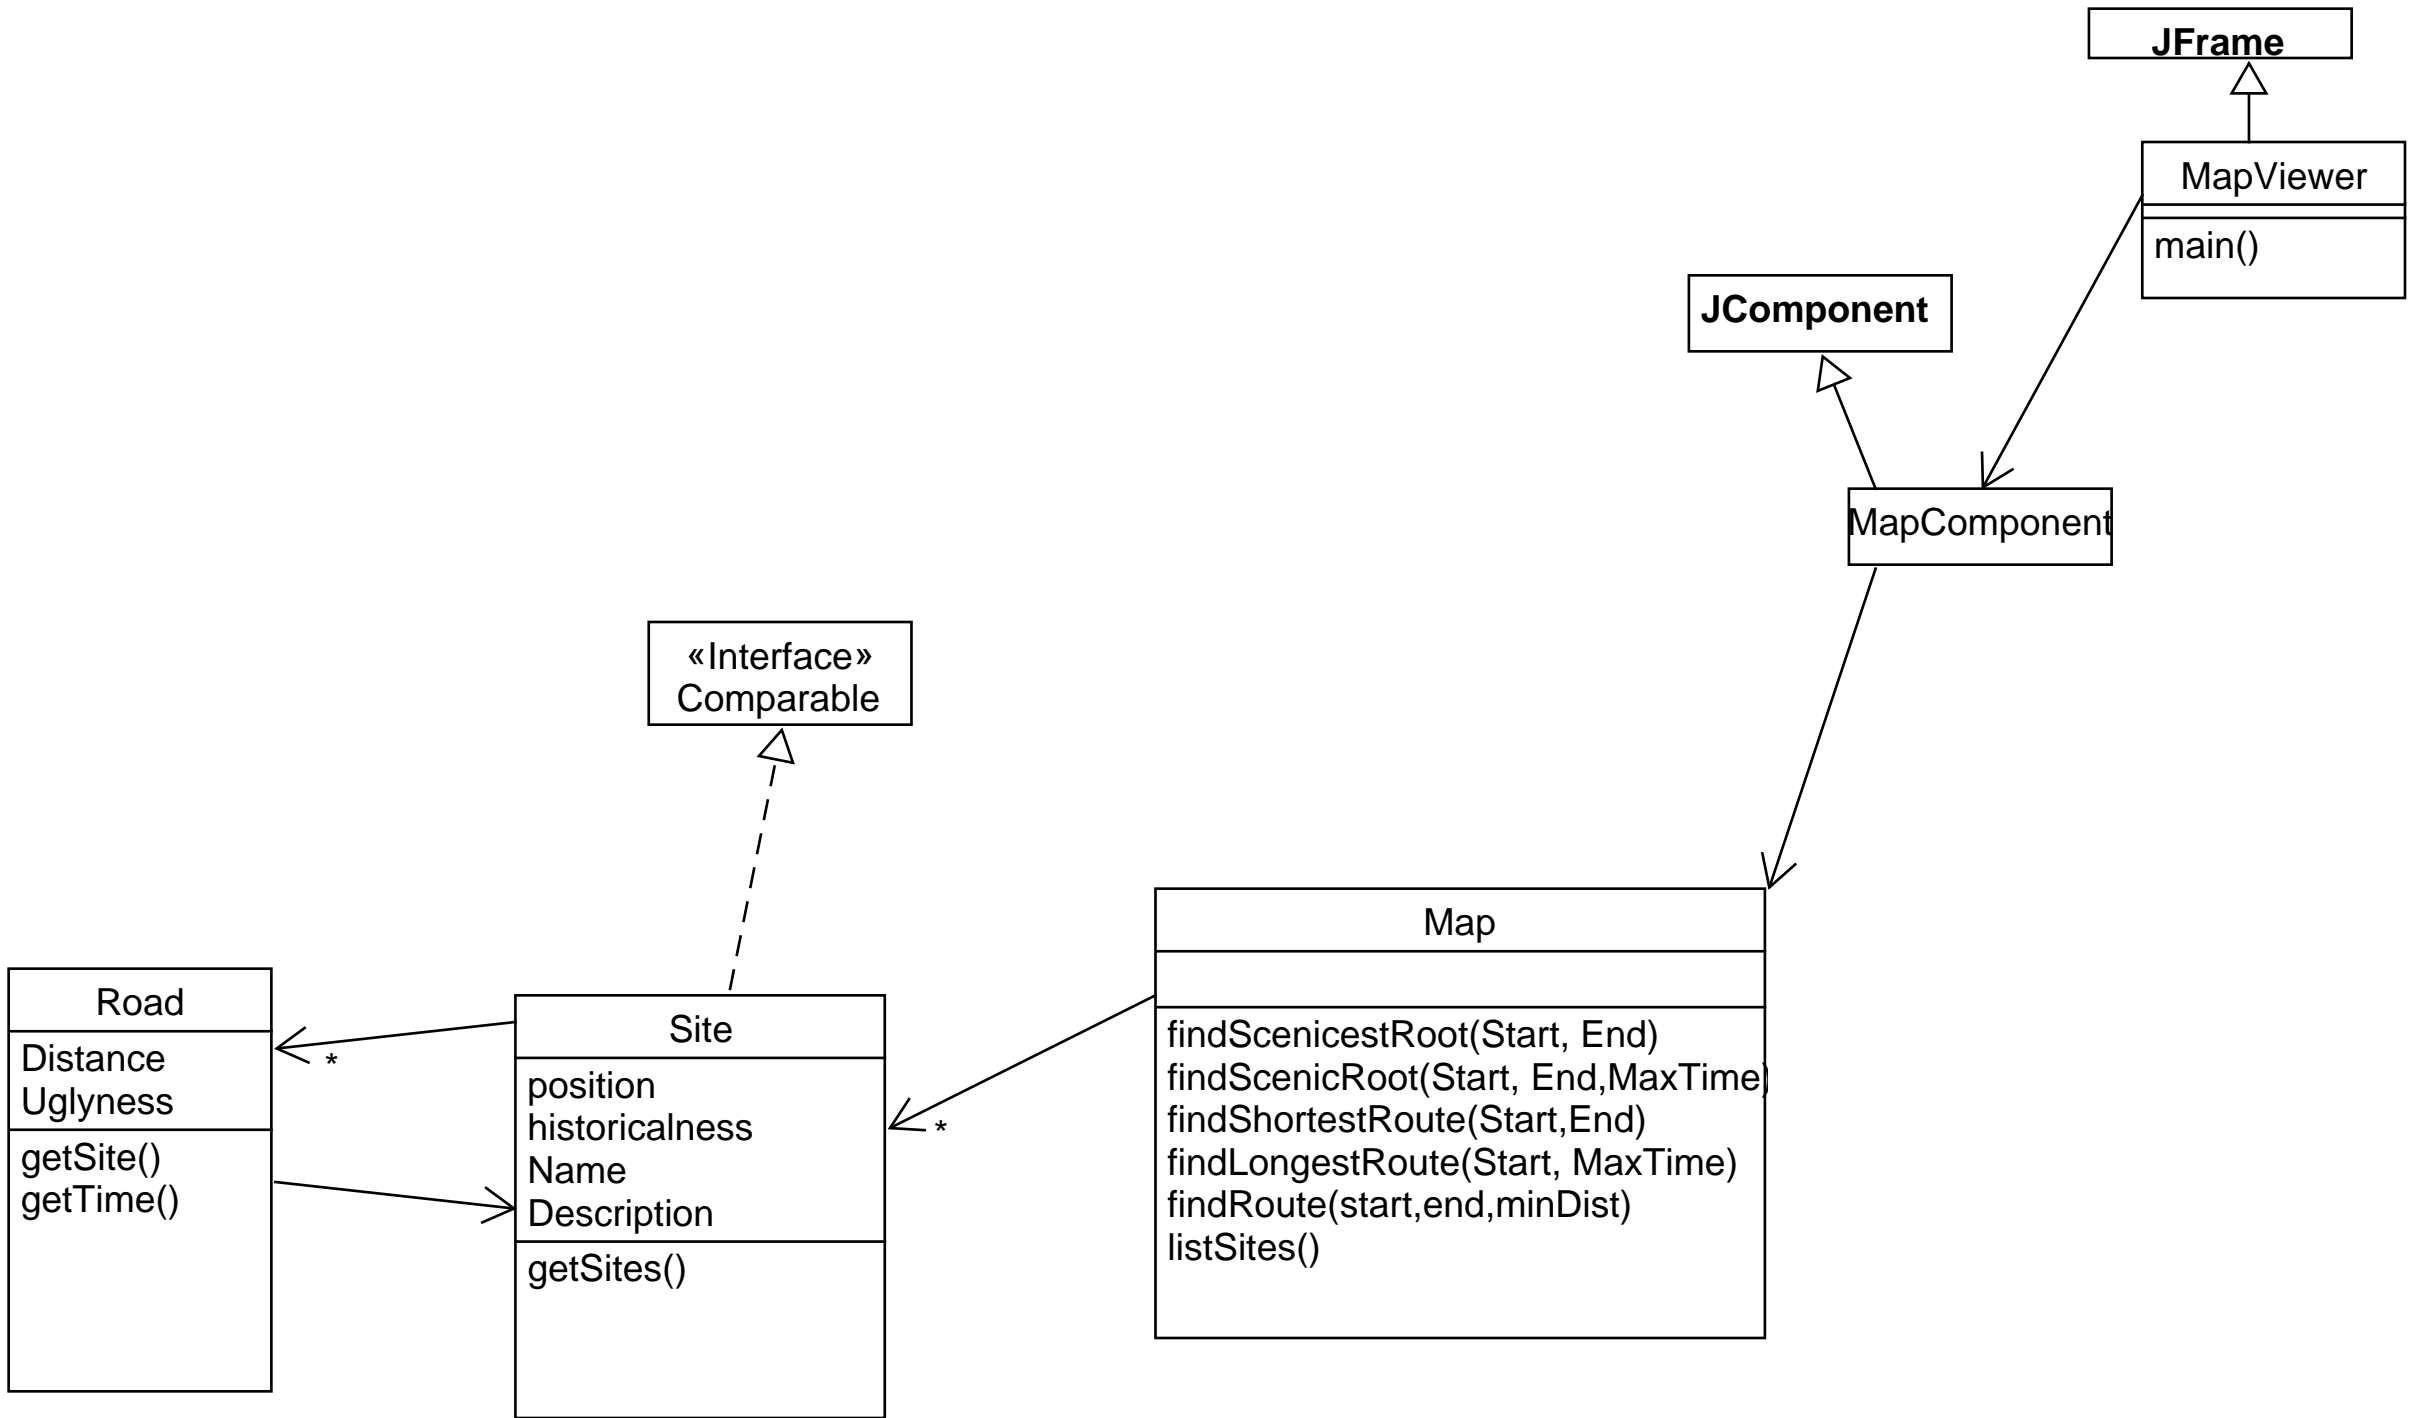 JFrame
MapViewer
main()
JComponent
MapComponent
«Interface»
Comparable
Map
findScenicestRoot(Start, End)
findScenicRoot(Start, End,MaxTime)
findShortestRoute(Start,End)
findLongestRoute(Start, MaxTime)
findRoute(start,end,minDist)
listSites()
*
Site
position
historicalness
Name
Description
getSites()
*
Road
Distance
Uglyness
getSite()
getTime()